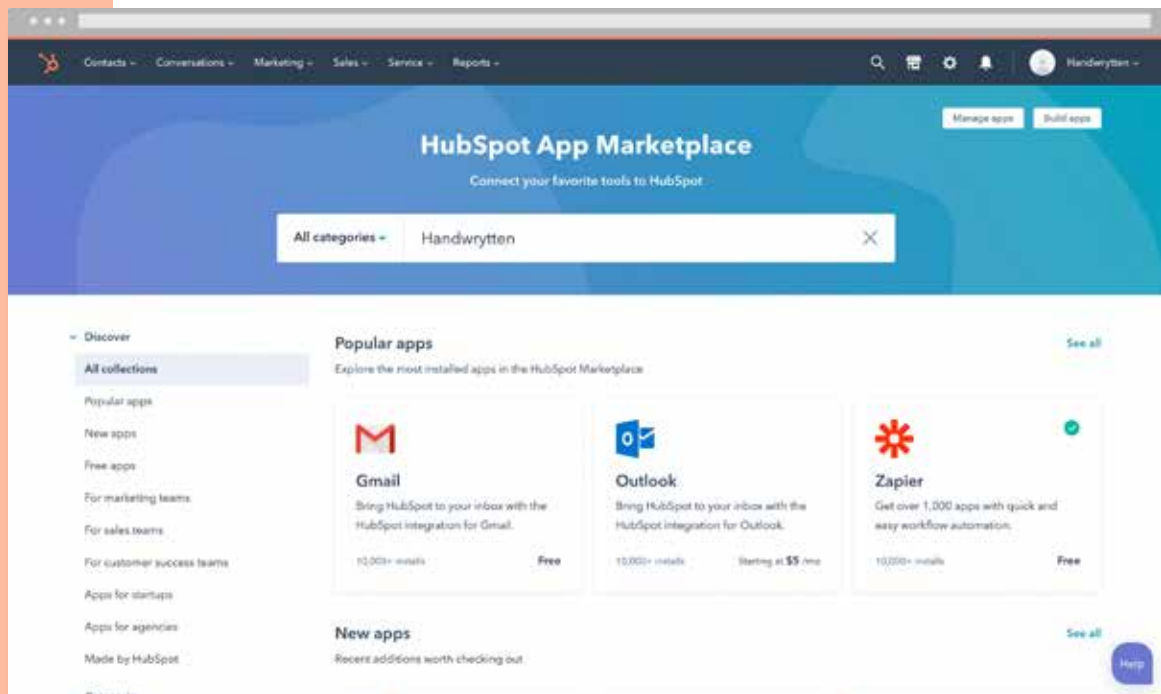 Contacts Conversations Marketing Sales Service Reports Handwrytten
Manage apps Build apps
HubSpot App Marketplace
Connect your favorite tools to HubSpot
All categories Handwrytten
Discover
All collections
Popular apps
New apps
Free apps
For marketing teams
For sales teams
For customer success teams
Apps for startups
Apps for agencies
Made by HubSpot
Popular apps See all
Explore the most installed apps in the HubSpot Marketplace
Gmail
Bring HubSpot to your inbox with the
HubSpot integration for Gmail.
10,000+ installs Free
Outlook
Bring HubSpot to your inbox with the
HubSpot integration for Outlook.
10,000+ installs Starting at $5 /mo
Zapier
Get over 1,000 apps with quick and
easy workflow automation.
10,000+ installs Free
New apps See all
Recent additions worth checking out
Help